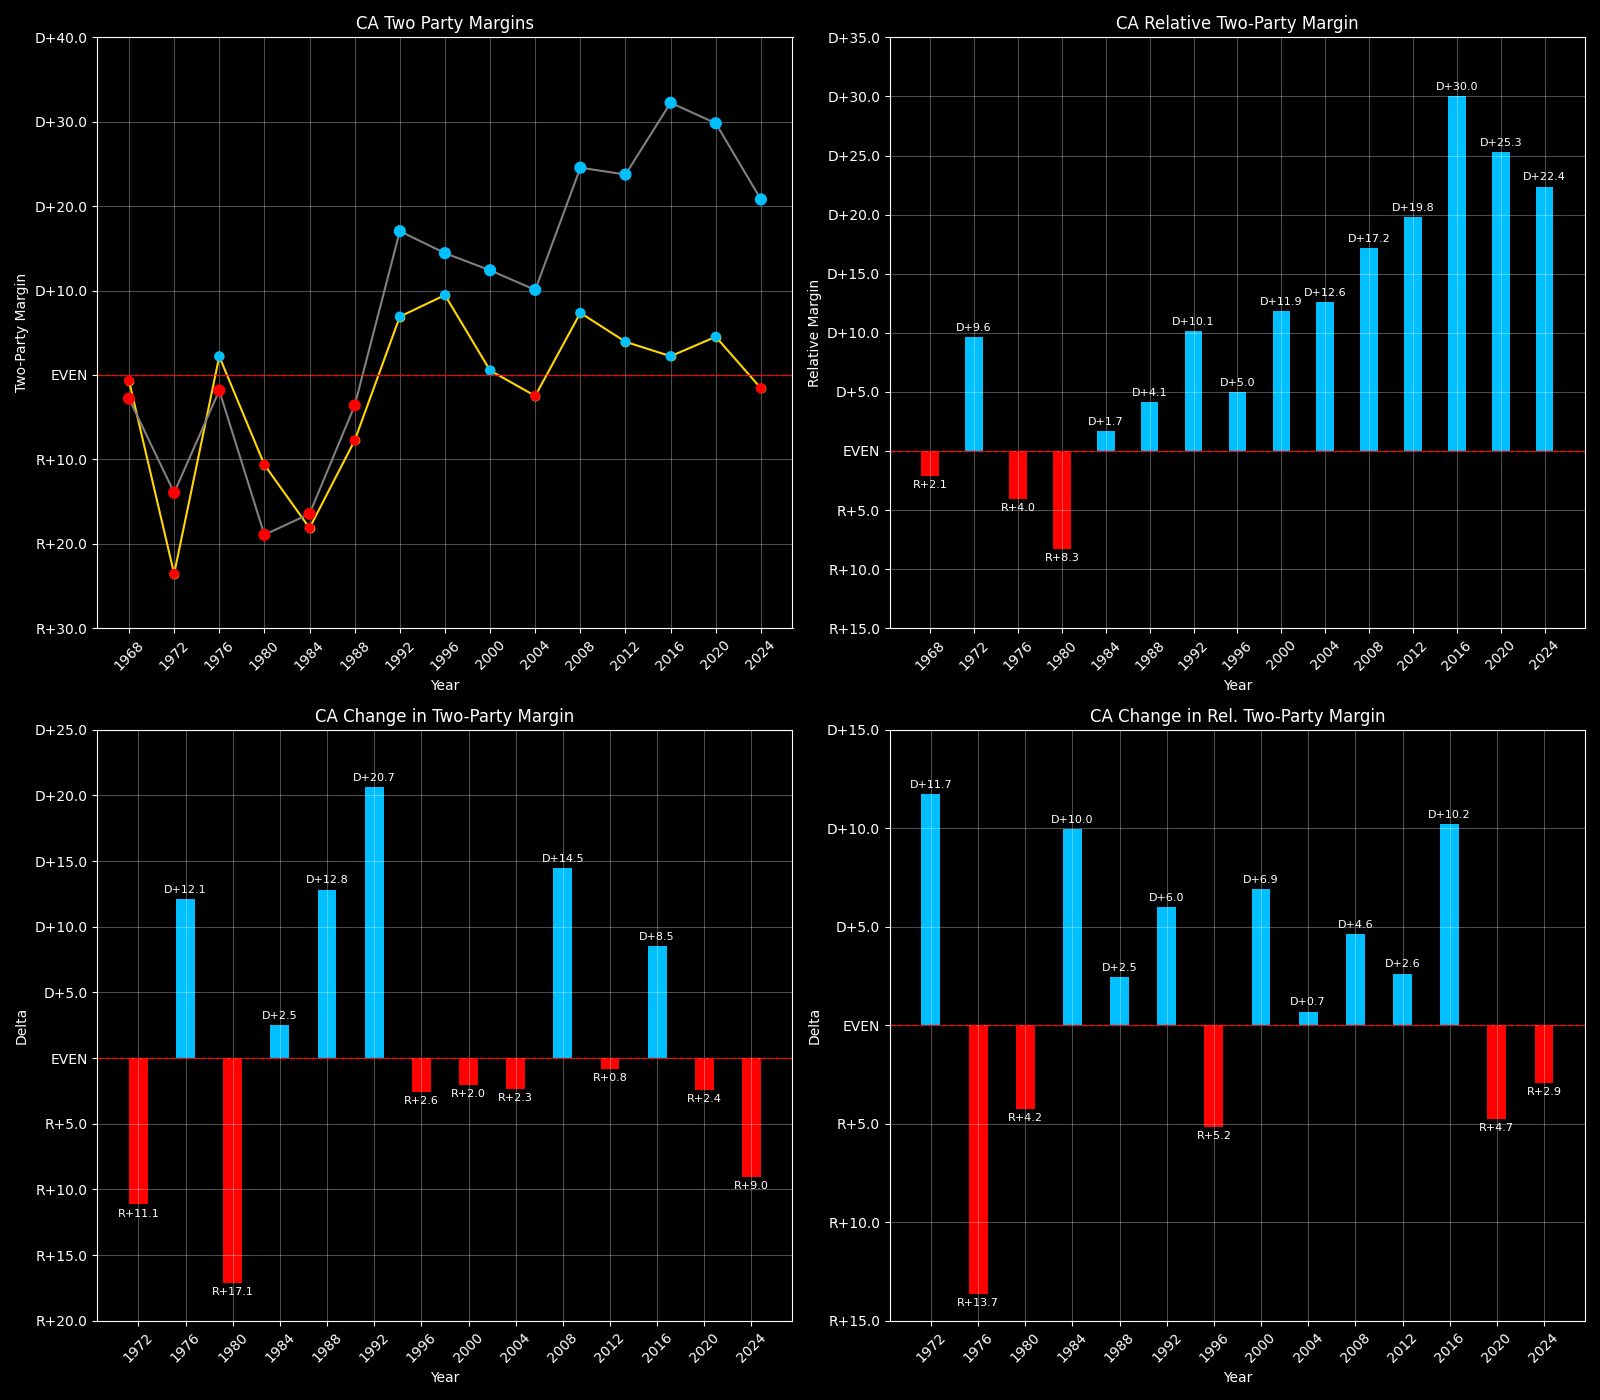 CA Two Party Margins
D+40.0
D+30.0
D+20.0
D+10.0
EVEN
R+10.0
R+20.0
R+30.0
Two-Party Margin
1968 1972 1976 1980 1984 1988 1992 1996 2000 2004 2008 2012 2016 2020 2024
Year
CA Relative Two-Party Margin
D+35.0
D+30.0
D+25.0
D+20.0
D+15.0
D+10.0
D+5.0
EVEN
R+5.0
R+10.0
R+15.0
Relative Margin
R+2.1 D+9.6 R+4.0 R+8.3 D+1.7 D+4.1 D+10.1 D+5.0 D+11.9 D+12.6 D+17.2 D+19.8 D+30.0 D+25.3 D+22.4
1968 1972 1976 1980 1984 1988 1992 1996 2000 2004 2008 2012 2016 2020 2024
Year
CA Change in Two-Party Margin
D+25.0
D+20.0
D+15.0
D+10.0
D+5.0
EVEN
R+5.0
R+10.0
R+15.0
R+20.0
Delta
R+11.1 D+12.1 R+17.1 D+2.5 D+12.8 D+20.7 R+2.6 R+2.0 R+2.3 D+14.5 R+0.8 D+8.5 R+2.4 R+9.0
1972 1976 1980 1984 1988 1992 1996 2000 2004 2008 2012 2016 2020 2024
Year
CA Change in Rel. Two-Party Margin
D+15.0
D+10.0
D+5.0
EVEN
R+5.0
R+10.0
R+15.0
Delta
D+11.7 R+13.7 R+4.2 D+10.0 D+2.5 D+6.0 R+5.2 D+6.9 D+0.7 D+4.6 D+2.6 D+10.2 R+4.7 R+2.9
1972 1976 1980 1984 1988 1992 1996 2000 2004 2008 2012 2016 2020 2024
Year